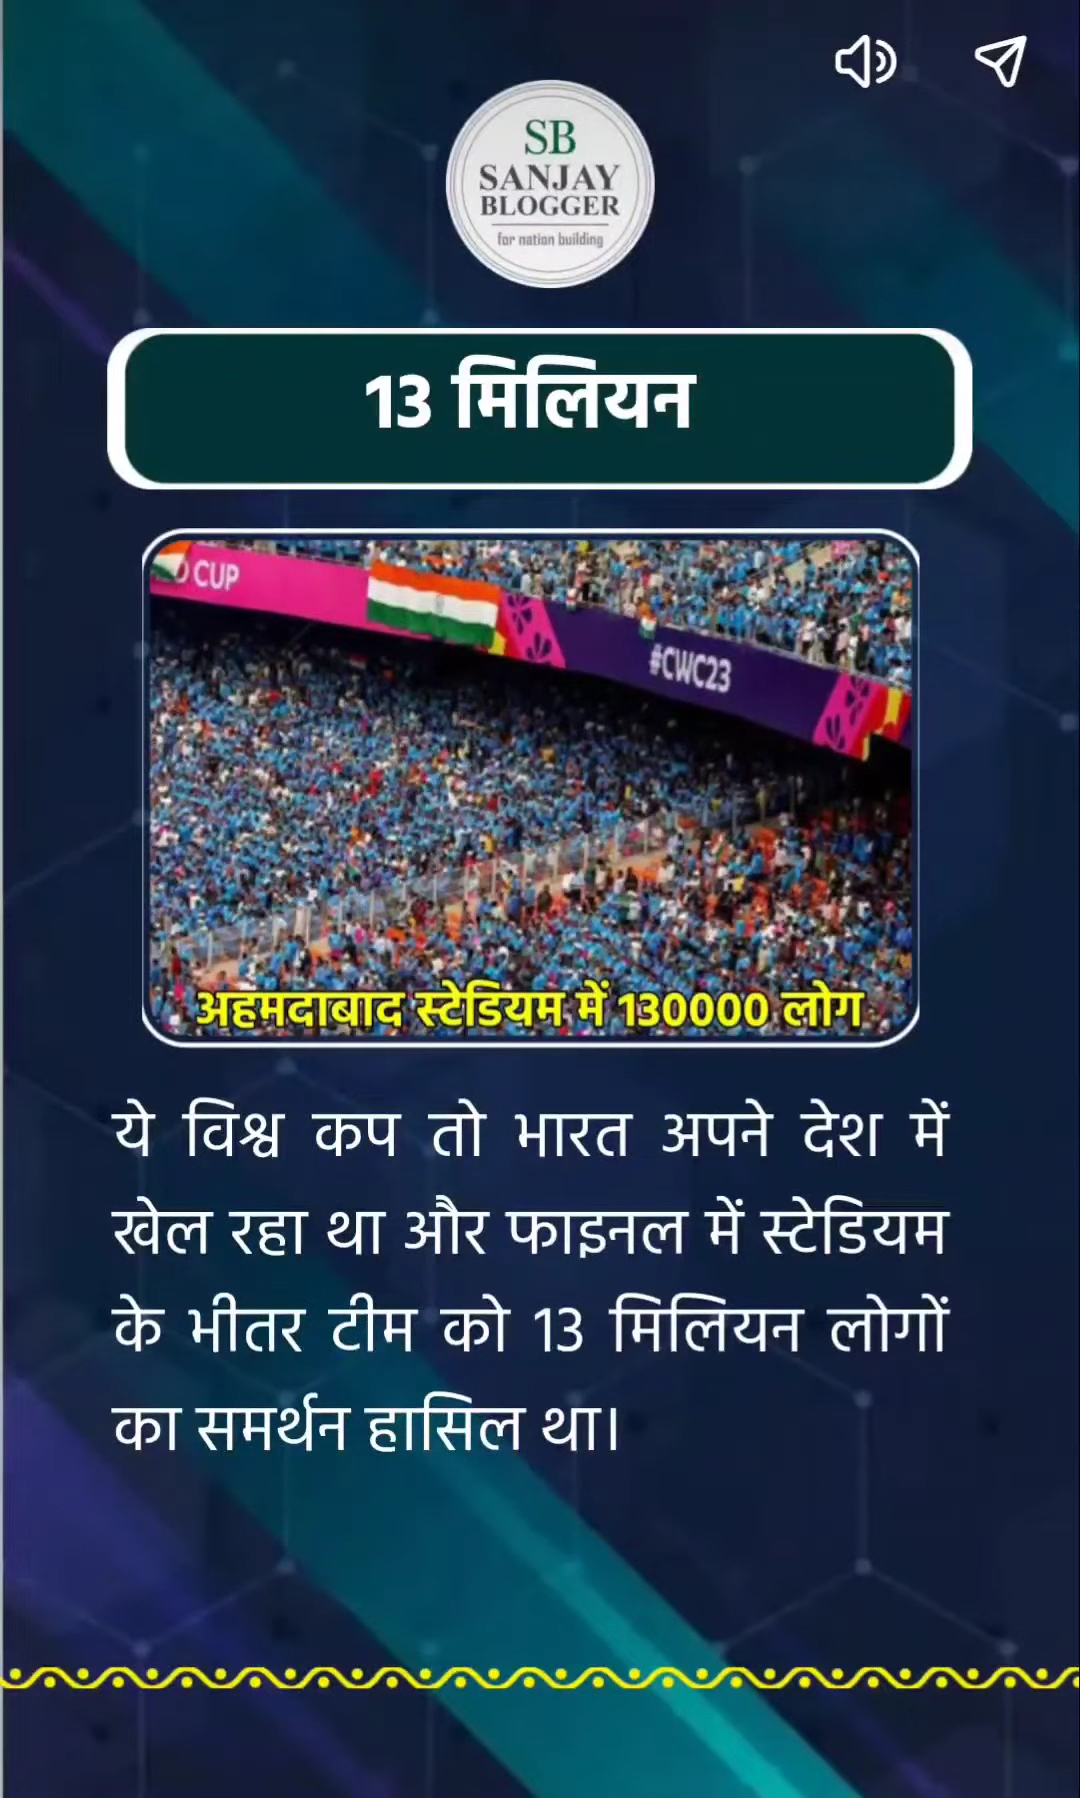 SB
SANJAY
BLOGGER
for nation building
13 मिलियन
CUP
#CWC23
अहमदाबाद स्टेडियम में 130000 लोग
ये विश्व कप तो भारत अपने देश में
खेल रहा था और फाइनल में स्टेडियम
के भीतर टीम को 13 मिलियन लोगों
का समर्थन हासिल था।